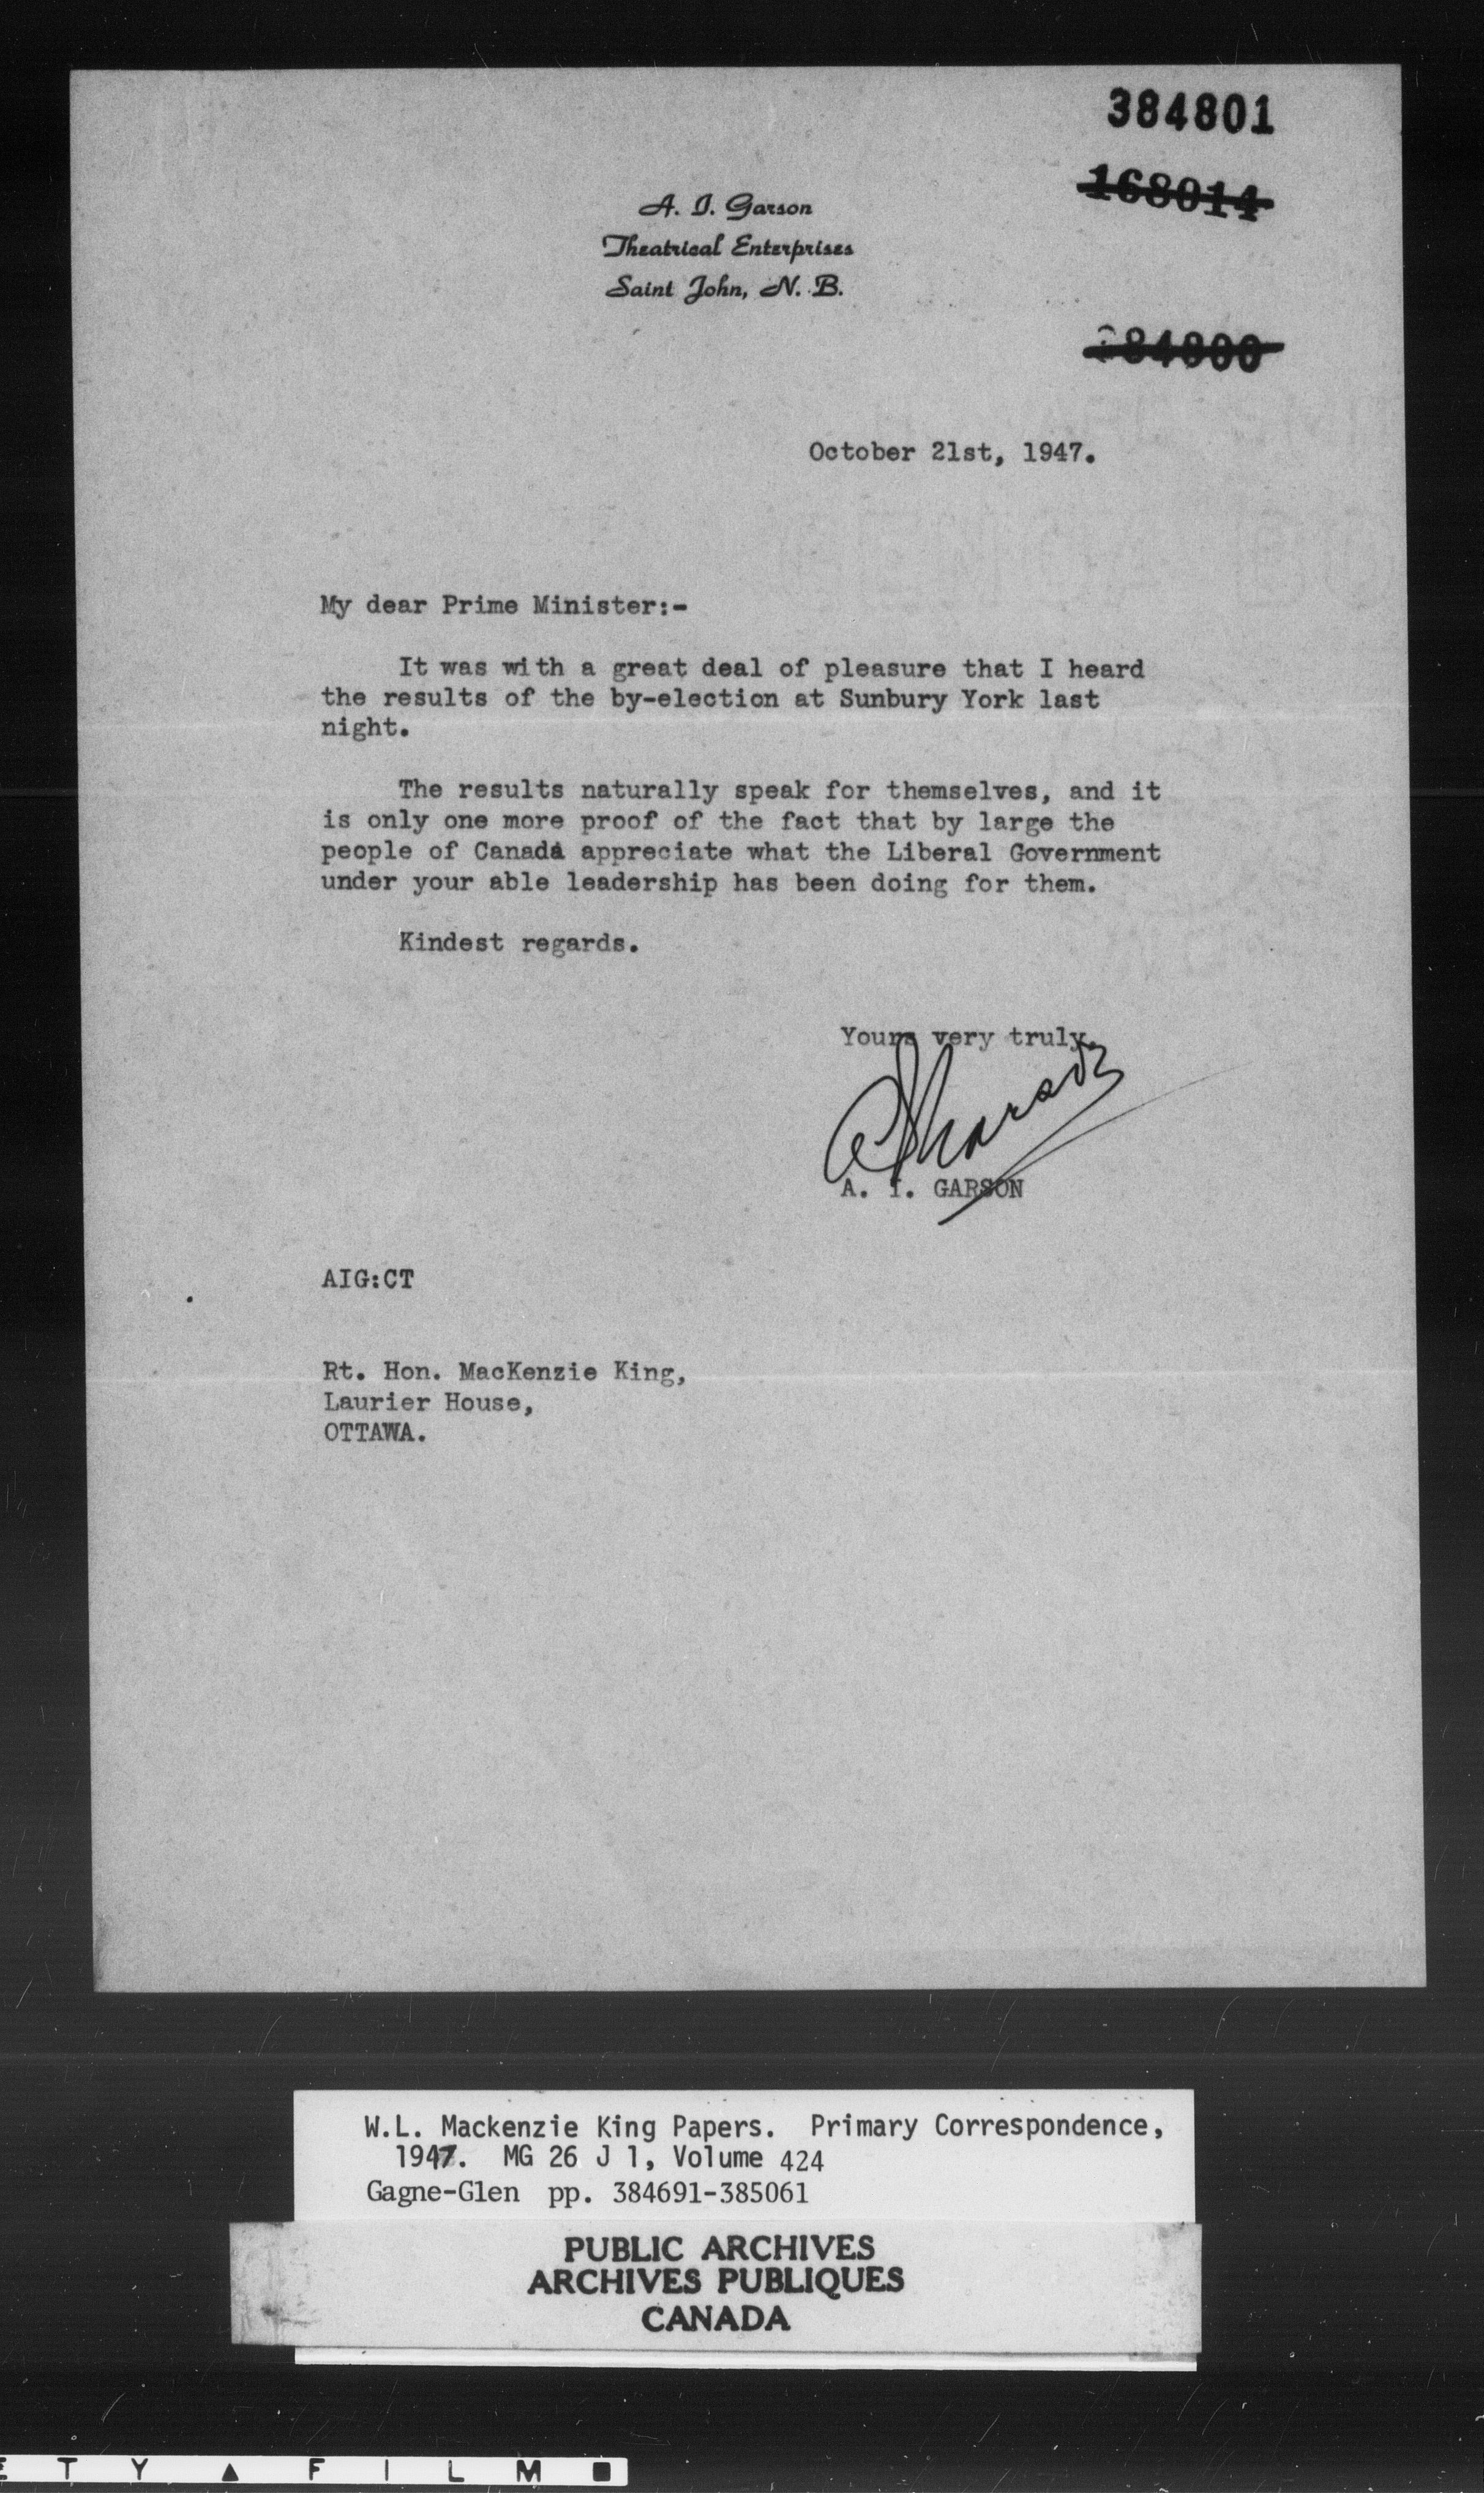 384801
168014
A. I. Garson
Theatrical Enterprises
Saint John, N. B.
84800
October 21st, 1947.
My dear Prime Minister:-
It was with a great deal of pleasure that I heard
the results of the by-election at Sunbury York last
night.
The results naturally speak for themselves, and it
is only one more proof of the fact that by large the
people of Canada appreciate what the Liberal Government
under your able leadership has been doing for them.
Kindest regards.
Yours very truly,
A. I. GARSON
AIG:CT
Rt. Hon. MacKenzie King,
Laurier House,
OTTAWA.
W.L. Mackenzie King Papers. Primary Correspondence,
1947. MG 26 J 1, Volume 424
Gagne-Glen pp. 384691-385061
PUBLIC ARCHIVES
ARCHIVES PUBLIQUES
CANADA
E T Y ▲ F I L M ■